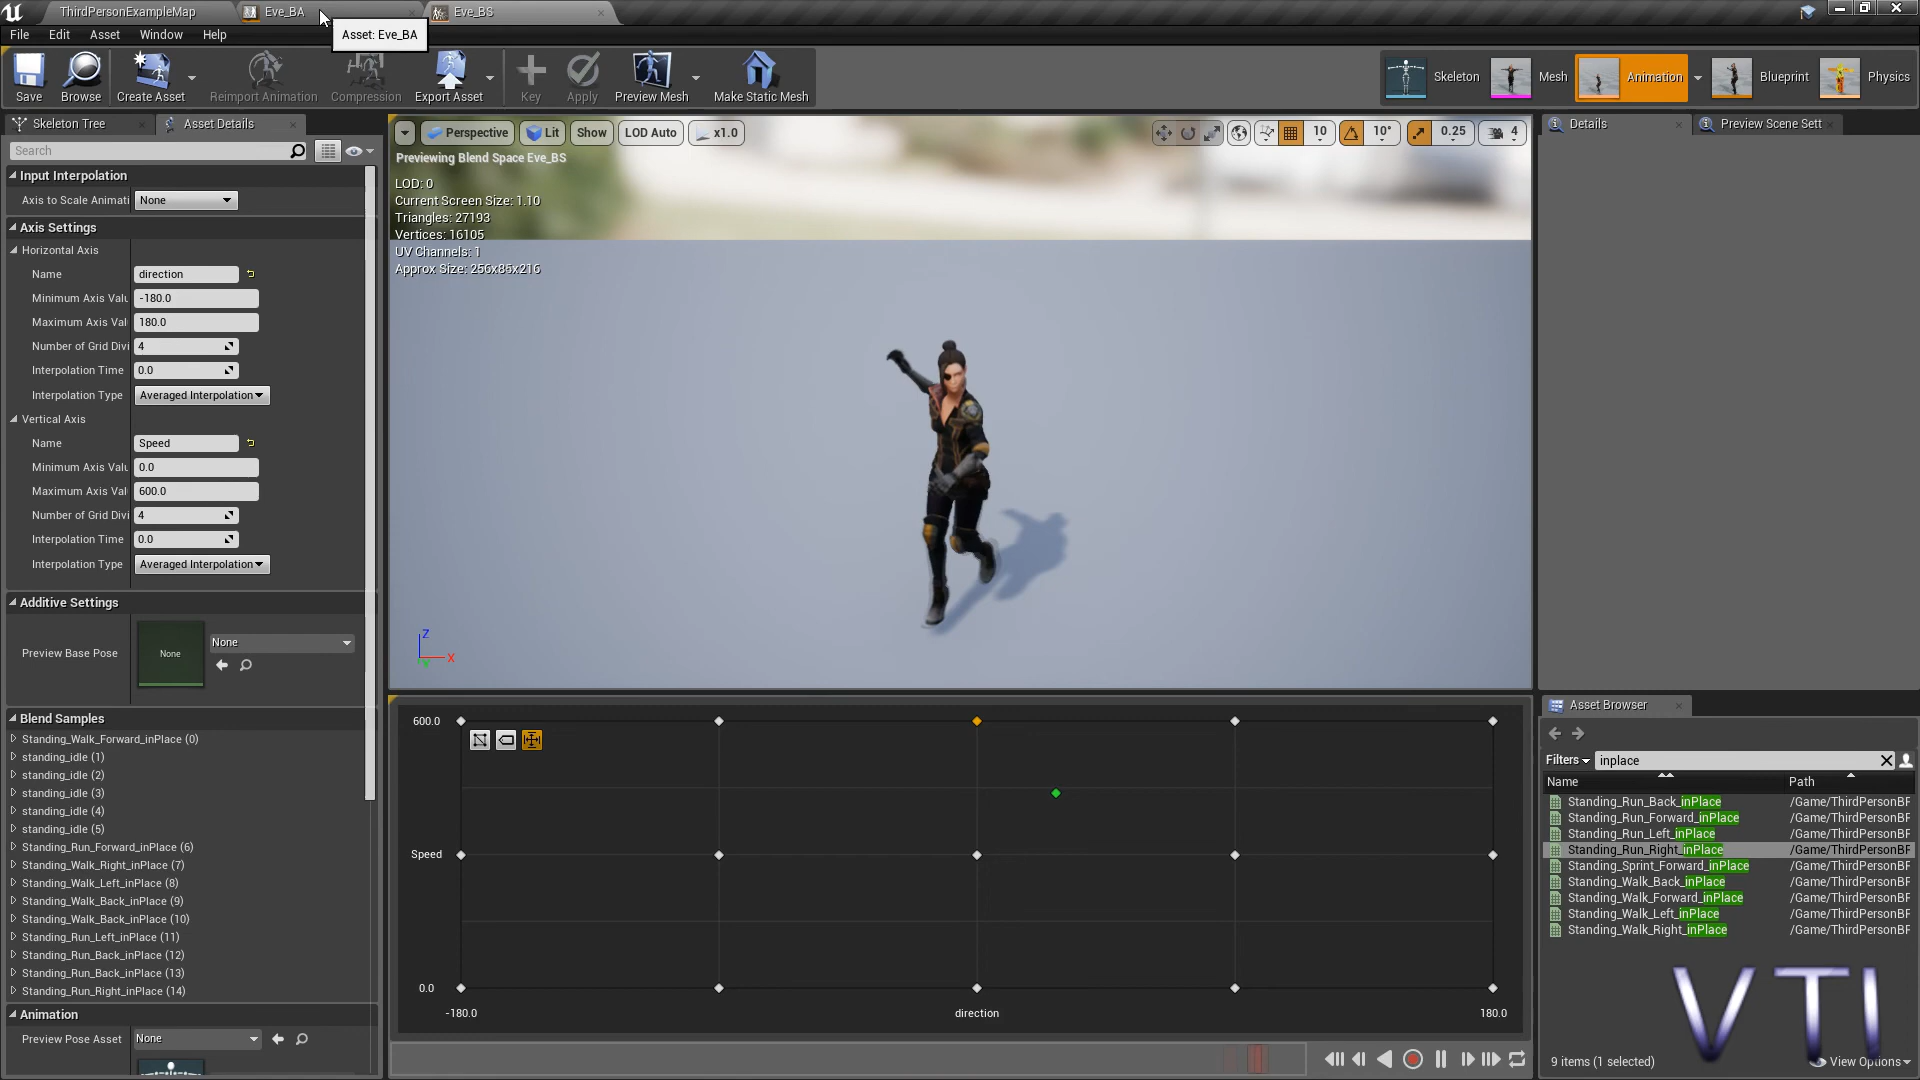 ThirdPersonExampleMap
Eve_BA
Eve_BS
File Edit Asset Window Help
Asset: Eve_BA
Save
Browse
Create Asset
Reimport Animation
Compression
Export Asset
Key
Apply
Preview Mesh
Make Static Mesh
Skeleton
Mesh
Animation
Blueprint
Physics
Skeleton Tree
Asset Details
Search
Input Interpolation
Axis to Scale Animati None
Axis Settings
Horizontal Axis
Name direction
Minimum Axis Valu -180.0
Maximum Axis Val 180.0
Number of Grid Divi 4
Interpolation Time 0.0
Interpolation Type Averaged Interpolation
Vertical Axis
Name Speed
Minimum Axis Valu 0.0
Maximum Axis Val 600.0
Number of Grid Divi 4
Interpolation Time 0.0
Interpolation Type Averaged Interpolation
Additive Settings
Preview Base Pose None None
Blend Samples
Standing_Walk_Forward_inPlace (0)
standing_idle (1)
standing_idle (2)
standing_idle (3)
standing_idle (4)
standing_idle (5)
Standing_Run_Forward_inPlace (6)
Standing_Walk_Right_inPlace (7)
Standing_Walk_Left_inPlace (8)
Standing_Walk_Back_inPlace (9)
Standing_Walk_Back_inPlace (10)
Standing_Run_Left_inPlace (11)
Standing_Run_Back_inPlace (12)
Standing_Run_Back_inPlace (13)
Standing_Run_Right_inPlace (14)
Animation
Preview Pose Asset None
Perspective Lit Show LOD Auto x1.0
10 10° 0.25 4
Previewing Blend Space Eve_BS
LOD: 0
Current Screen Size: 1.10
Triangles: 27193
Vertices: 16105
UV Channels: 1
Approx Size: 256x85x216
Z
X
Y
600.0
Speed
0.0
-180.0 direction 180.0
Details
Preview Scene Sett
Asset Browser
Filters inplace
Name Path
Standing_Run_Back_inPlace /Game/ThirdPersonBF
Standing_Run_Forward_inPlace /Game/ThirdPersonBF
Standing_Run_Left_inPlace /Game/ThirdPersonBF
Standing_Run_Right_inPlace /Game/ThirdPersonBF
Standing_Sprint_Forward_inPlace /Game/ThirdPersonBF
Standing_Walk_Back_inPlace /Game/ThirdPersonBF
Standing_Walk_Forward_inPlace /Game/ThirdPersonBF
Standing_Walk_Left_inPlace /Game/ThirdPersonBF
Standing_Walk_Right_inPlace /Game/ThirdPersonBF
VTI
9 items (1 selected) View Options